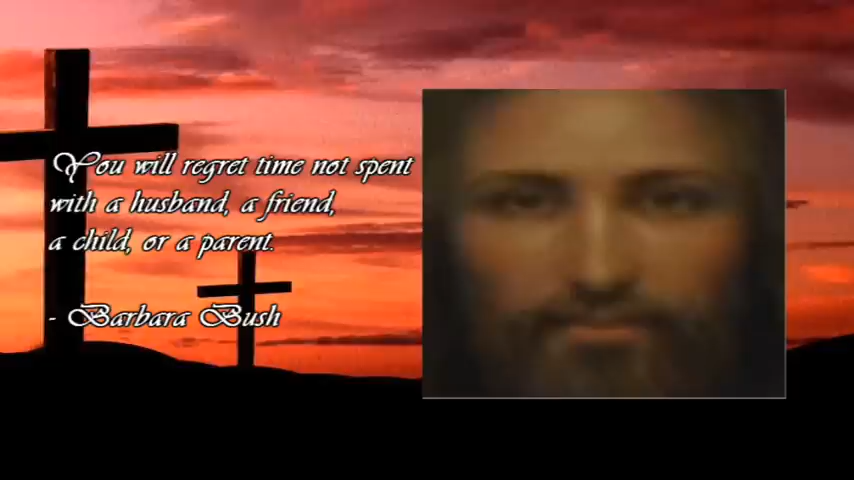 You will regret time not spent
with a husband, a friend,
a child, or a parent.
- Barbara Bush